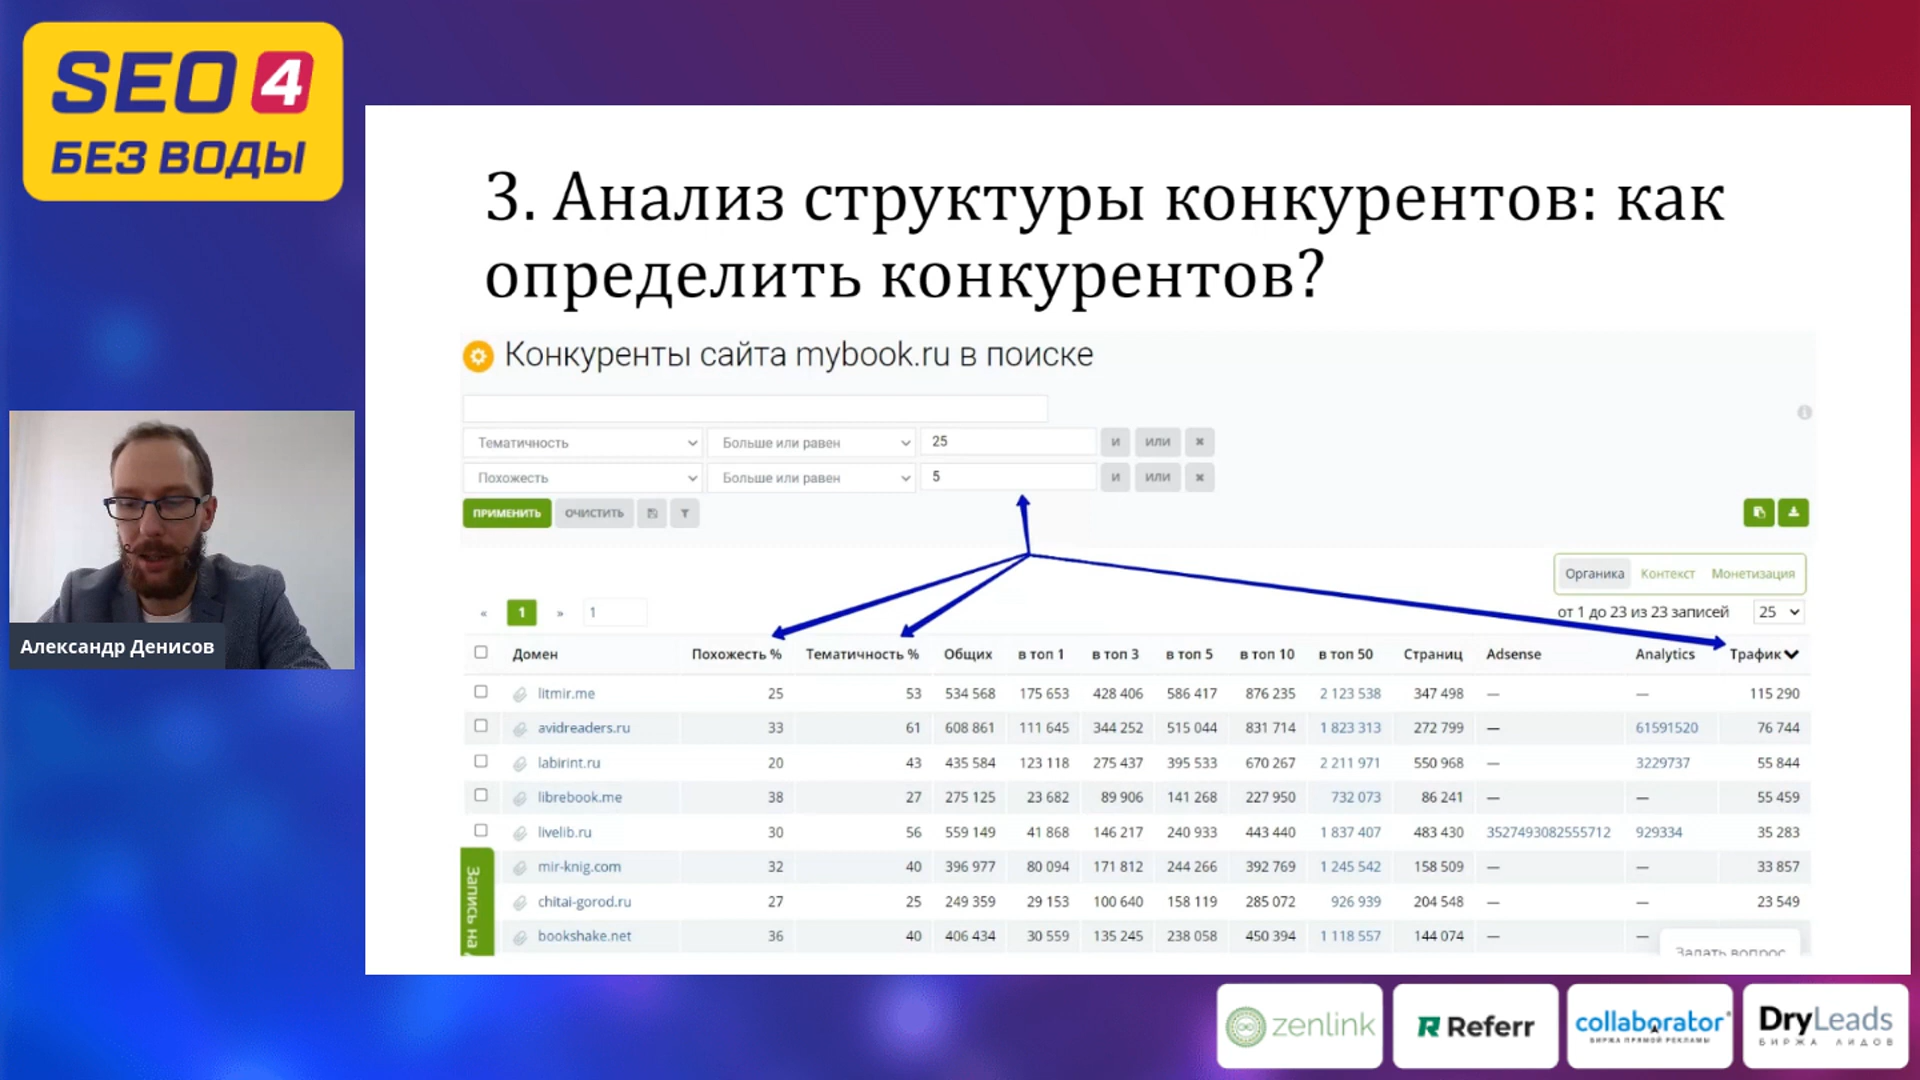 SEO 4
БЕЗ ВОДЫ
3. Анализ структуры конкурентов: как
определить конкурентов?
Конкуренты сайта mybook.ru в поиске
Тематичность Больше или равен 25 И ИЛИ
Похожесть Больше или равен 5 И ИЛИ
ПРИМЕНИТЬ ОЧИСТИТЬ
Органика Контекст Монетизация
« 1 » 1 от 1 до 23 из 23 записей 25
Домен Похожесть % Тематичность % Общих в топ 1 в топ 3 в топ 5 в топ 10 в топ 50 Страниц Adsense Analytics Трафик
litmir.me 25 53 534 568 175 653 428 406 586 417 876 235 2 123 538 347 498 — — 115 290
avidreaders.ru 33 61 608 861 111 645 344 252 515 044 831 714 1 823 313 272 799 — 61591520 76 744
labirint.ru 20 43 435 584 123 118 275 437 395 533 670 267 2 211 971 550 968 — 3229737 55 844
librebook.me 38 27 275 125 23 682 89 906 141 268 227 950 732 073 86 241 — — 55 459
livelib.ru 30 56 559 149 41 868 146 217 240 933 443 440 1 837 407 483 430 3527493082555712 929334 35 283
mir-knig.com 32 40 396 977 80 094 171 812 244 266 392 769 1 245 542 158 509 — — 33 857
chitai-gorod.ru 27 25 249 359 29 153 100 640 158 119 285 072 926 939 204 548 — — 23 549
bookshake.net 36 40 406 434 30 559 135 245 238 058 450 394 1 118 557 144 074 — —
Запись на
Задать вопрос
Александр Денисов
zenlink
Referr
collaborator
БИРЖА ПРЯМОЙ РЕКЛАМЫ
DryLeads
БИРЖА ЛИДОВ